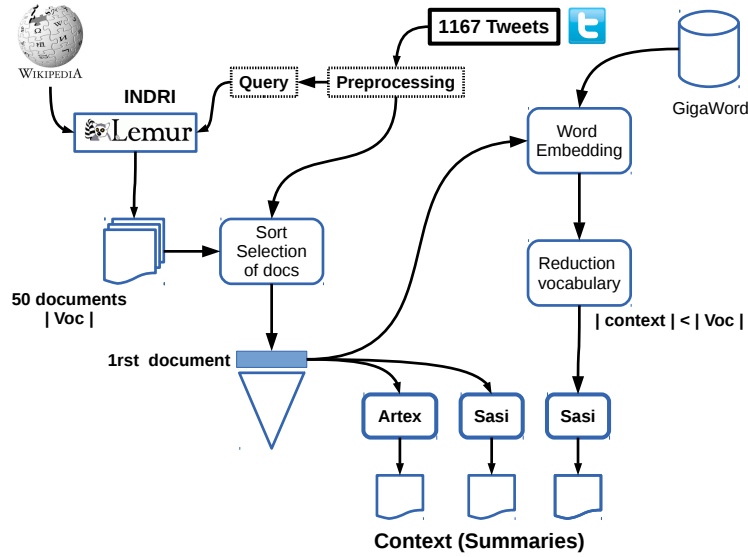 1167 Tweets
WIKIPEDIA
INDRI
Query
Preprocessing
GigaWord
Lemur
Word
Embedding
Sort
Selection
of docs
Reduction
vocabulary
50 documents
| Voc |
| context | < | Voc |
1rst document
Artex
Sasi
Sasi
Context (Summaries)